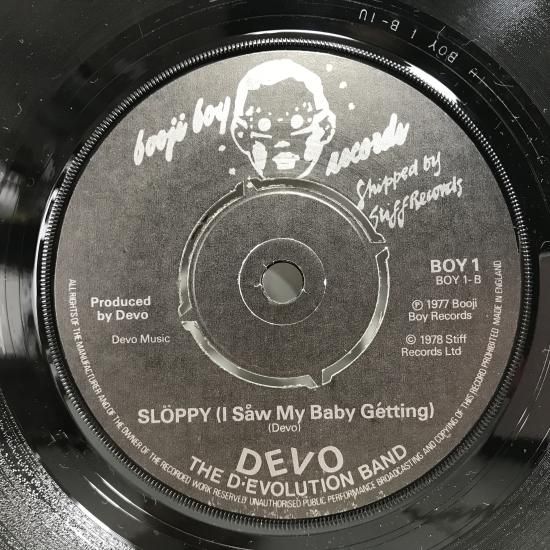 BOY 1 B-1U
booji boy
records
Shipped by
Stiff Records
BOY 1
BOY 1-B
Produced
by Devo
Devo Music
℗ 1977 Booji
Boy Records
© 1978 Stiff
Records Ltd
SLÖPPY (I Såw My Baby Gétting)
(Devo)
DEVO
THE D·EVOLUTION BAND
ALL RIGHTS OF THE MANUFACTURER AND OF THE OWNER OF THE RECORDED WORK RESERVED. UNAUTHORISED PUBLIC PERFORMANCE BROADCASTING AND COPYING OF THIS RECORD PROHIBITED MADE IN ENGLAND